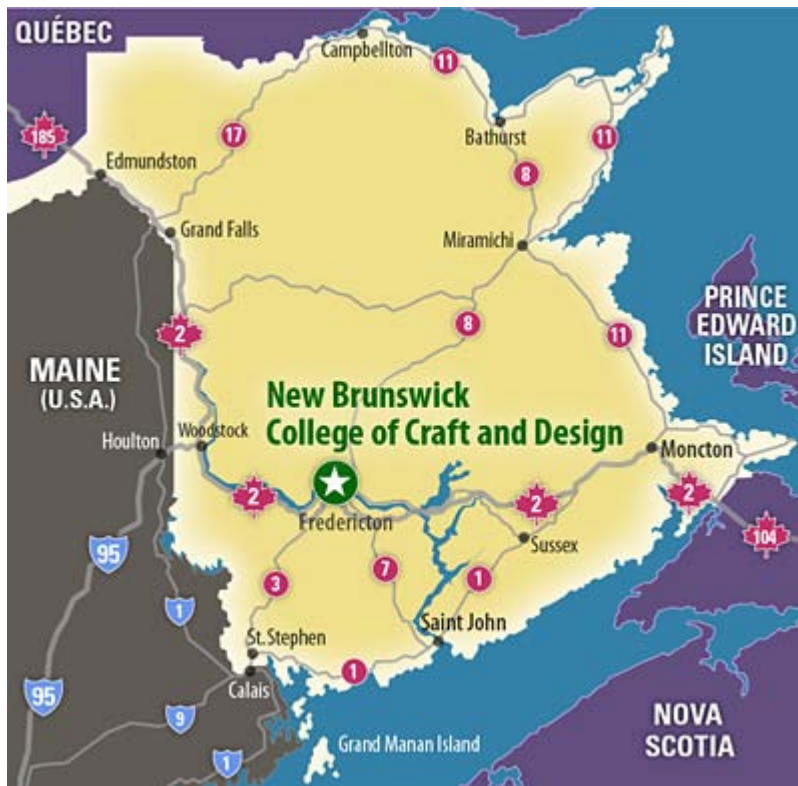 QUÉBEC
Campbellton
11
185
17
Bathurst
11
Edmundston
8
Grand Falls
Miramichi
PRINCE
EDWARD
ISLAND
2
8
11
MAINE
(U.S.A.)
New Brunswick
College of Craft and Design
Houlton
Woodstock
Moncton
2
2
2
Fredericton
104
Sussex
95
3
7
1
1
St. Stephen
Saint John
1
Calais
95
9
NOVA
SCOTIA
Grand Manan Island
1